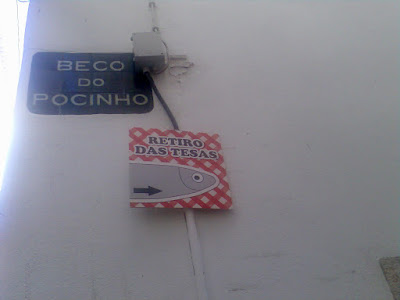 BECO
DO
POCINHO
RETIRO
DAS TESAS